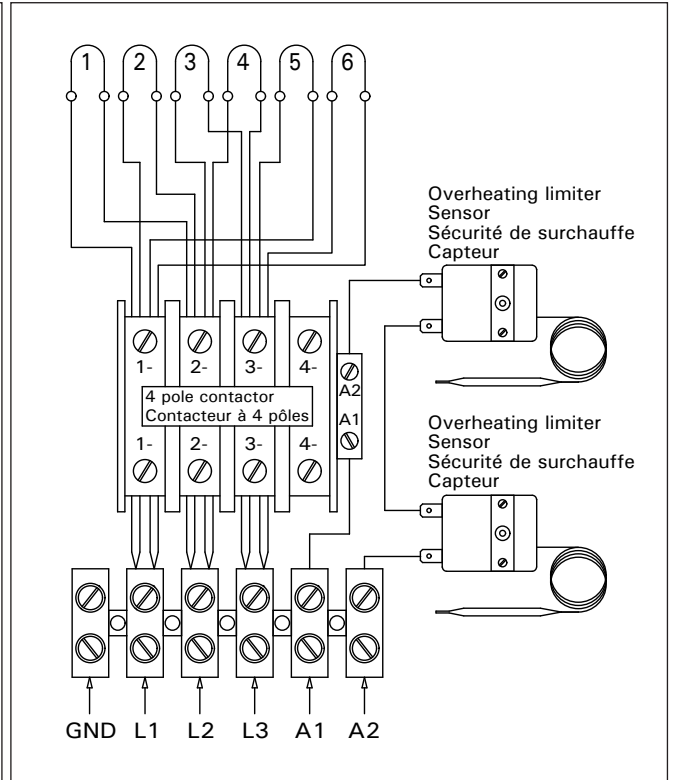 1 2 3 4 5 6
Overheating limiter
Sensor
Sécurité de surchauffe
Capteur
1- 2- 3- 4-
4 pole contactor
Contacteur à 4 pôles
A2
A1
1- 2- 3- 4-
Overheating limiter
Sensor
Sécurité de surchauffe
Capteur
GND L1 L2 L3 A1 A2